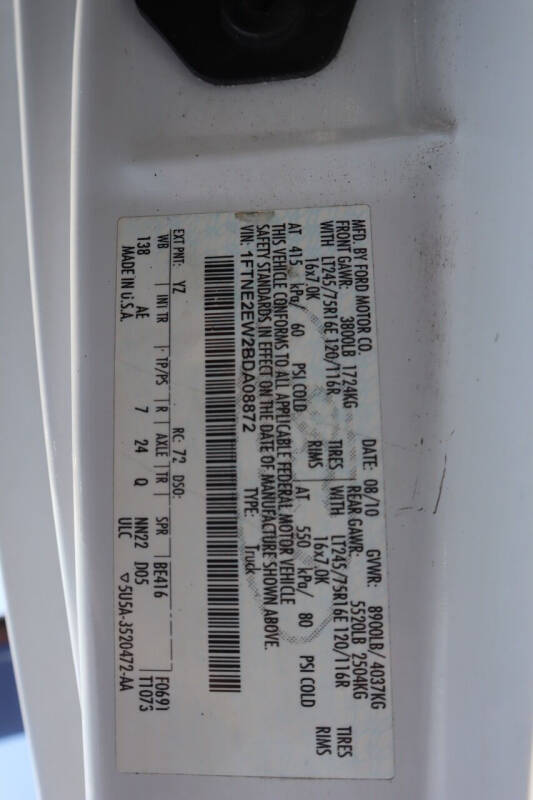 MFD. BY FORD MOTOR CO. DATE: 08/10 GVWR: 8900LB/4037KG
FRONT GAWR: 3800LB 1724KG REAR GAWR: 5520LB 2504KG
WITH LT245/75R16E 120/116R TIRES WITH LT245/75R16E 120/116R TIRES
16x7.0K RIMS 16x7.0K RIMS
AT 415 kPa/ 60 PSI COLD AT 550 kPa/ 80 PSI COLD
THIS VEHICLE CONFORMS TO ALL APPLICABLE FEDERAL MOTOR VEHICLE
SAFETY STANDARDS IN EFFECT ON THE DATE OF MANUFACTURE SHOWN ABOVE.
VIN: 1FTNE2EW2BDA08872 TYPE: Truck
F0691
T1073
EXT PNT: YZ RC: 72 DSO:
WB INT TR TP/PS R AXLE TR SPR BE416
138 AE 7 24 Q NN22 D05
MADE IN U.S.A. ULC ▽5U5A-3520472-AA